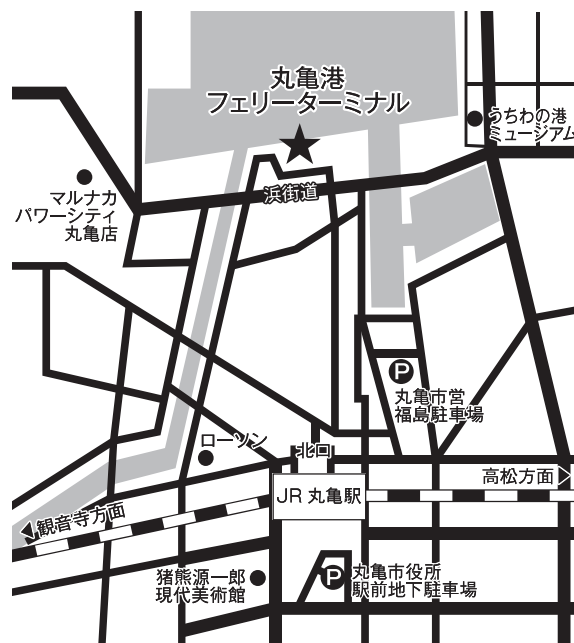 丸亀港
フェリーターミナル
うちわの港
ミュージアム
浜街道
マルナカ
パワーシティ
丸亀店
P
丸亀市営
福島駐車場
ローソン
北口
高松方面
JR 丸亀駅
観音寺方面
猪熊源一郎
現代美術館
P
丸亀市役所
駅前地下駐車場